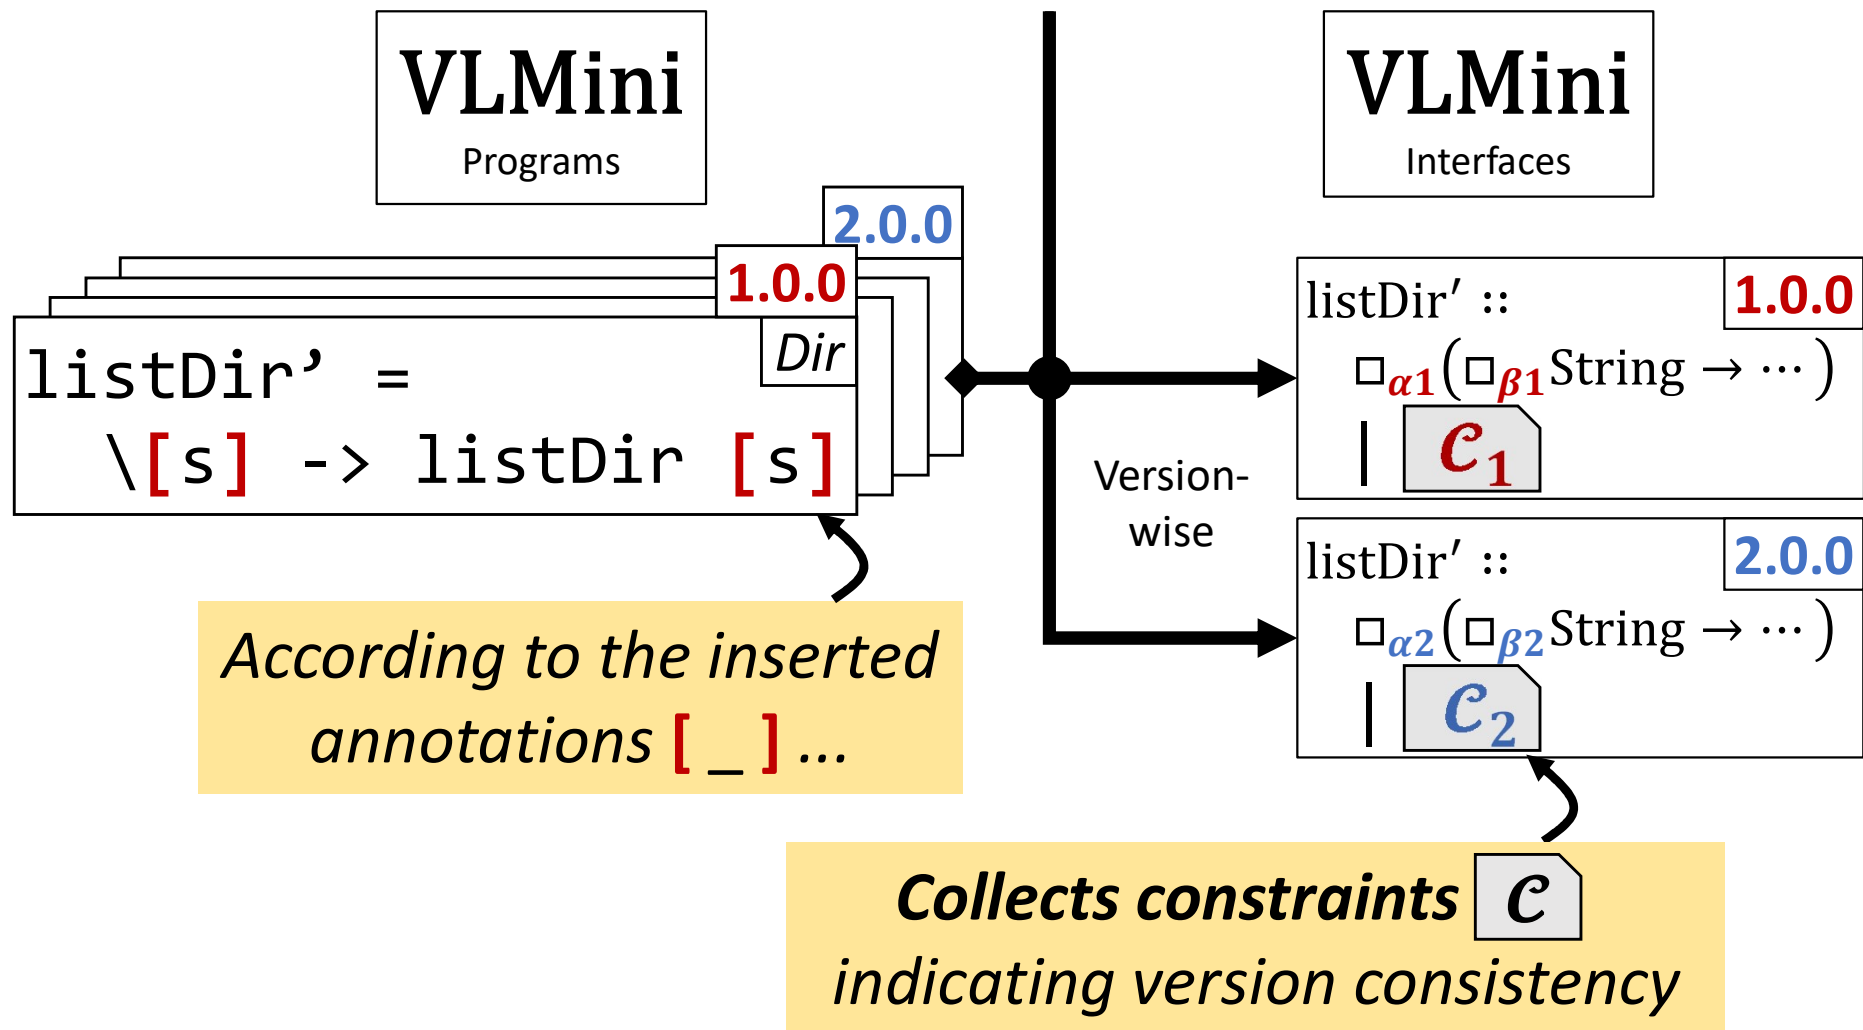 VLMini
Programs
2.0.0
1.0.0
Dir
listDir’ =
\[s] -> listDir [s]
According to the inserted
annotations [ _ ] ...
Version-
wise
VLMini
Interfaces
1.0.0
listDir′ ::
□α1(□β1String → ⋯ )
| 𝒞1
2.0.0
listDir′ ::
□α2(□β2String → ⋯ )
| 𝒞2
Collects constraints 𝒞
indicating version consistency